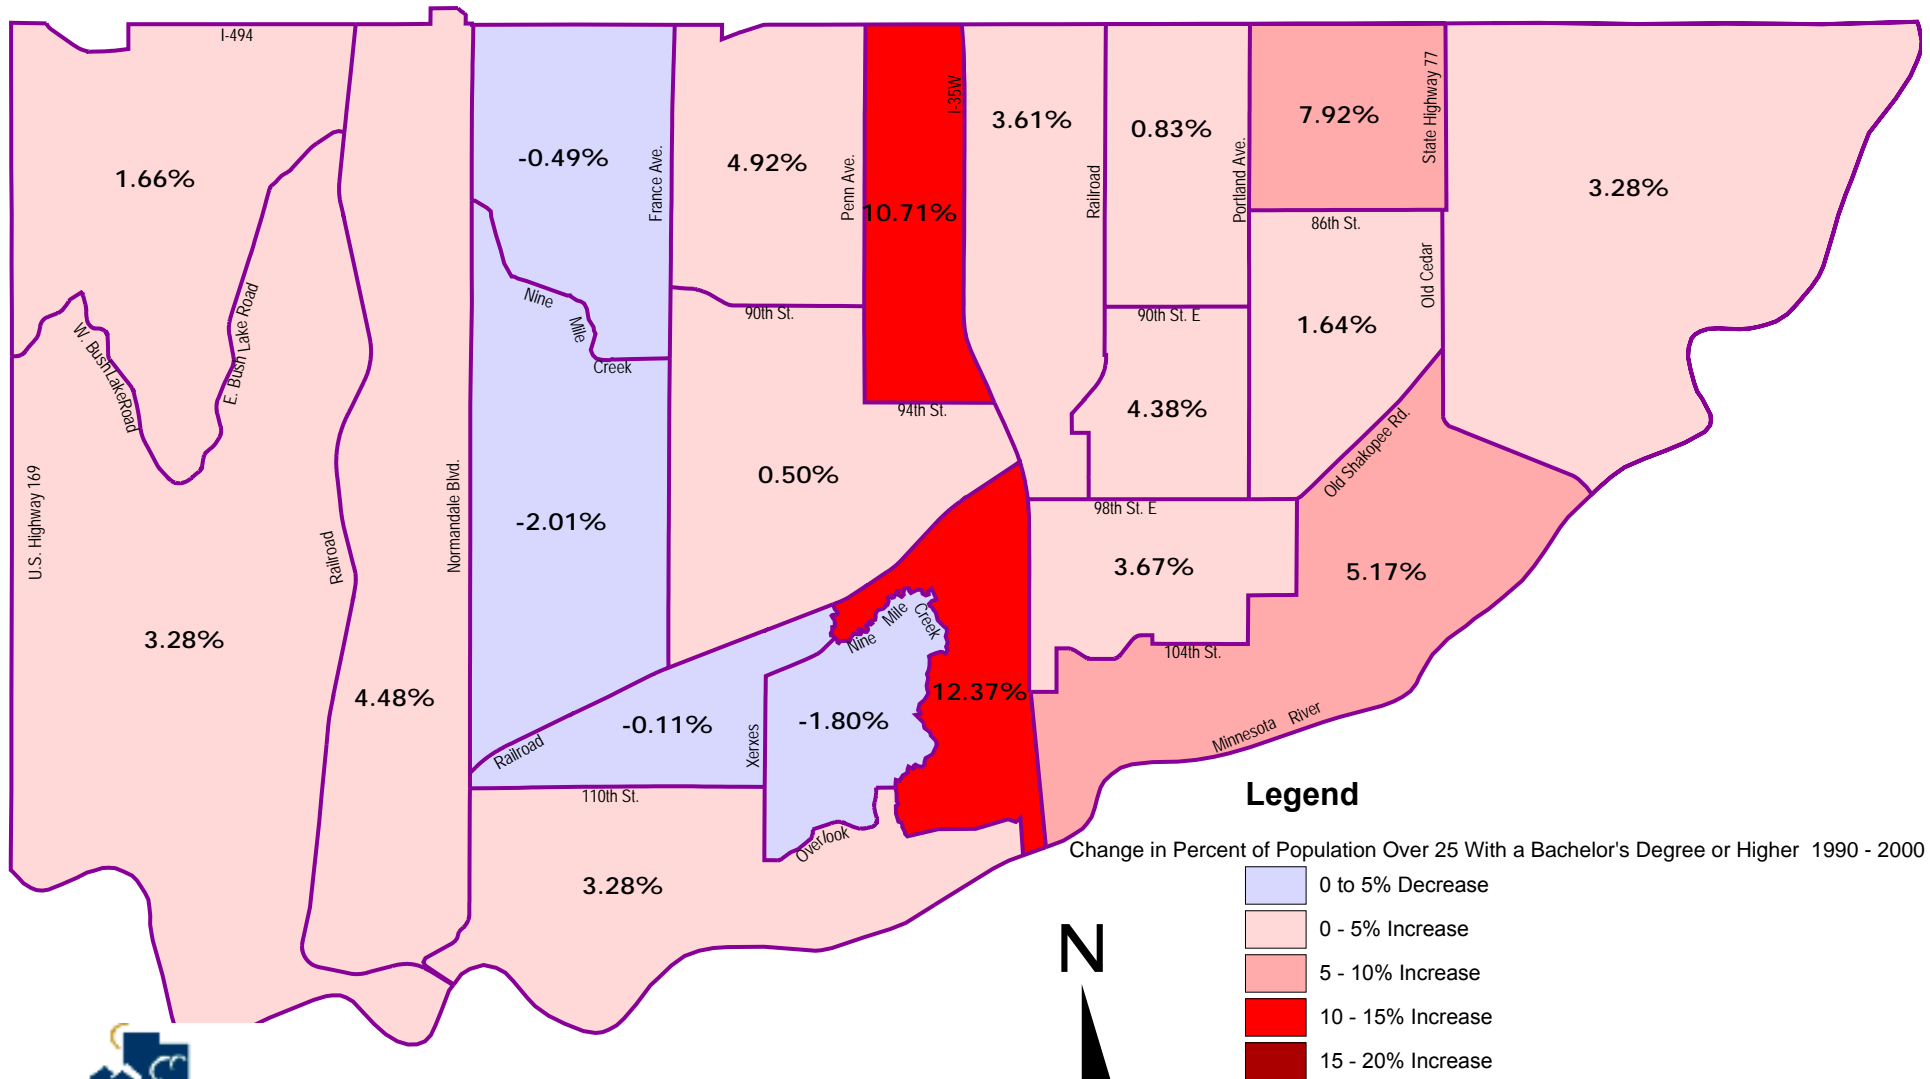 I-494
1.66%
-0.49%
France Ave.
4.92%
Penn Ave.
10.71%
I-35W
3.61%
Railroad
0.83%
Portland Ave.
7.92%
State Highway 77
3.28%
86th St.
Old Cedar
1.64%
Nine
Mile
Creek
90th St.
90th St. E
W. Bush Lake Road
E. Bush Lake Road
4.38%
94th St.
Old Shakopee Rd.
U.S. Highway 169
Railroad
Normandale Blvd.
0.50%
-2.01%
98th St. E
3.67%
5.17%
3.28%
4.48%
Nine
Mile
Creek
104th St.
12.37%
-0.11%
Xerxes
-1.80%
Railroad
Minnesota River
110th St.
Overlook
3.28%
Legend
Change in Percent of Population Over 25 With a Bachelor's Degree or Higher 1990 - 2000
0 to 5% Decrease
0 - 5% Increase
5 - 10% Increase
10 - 15% Increase
15 - 20% Increase
N